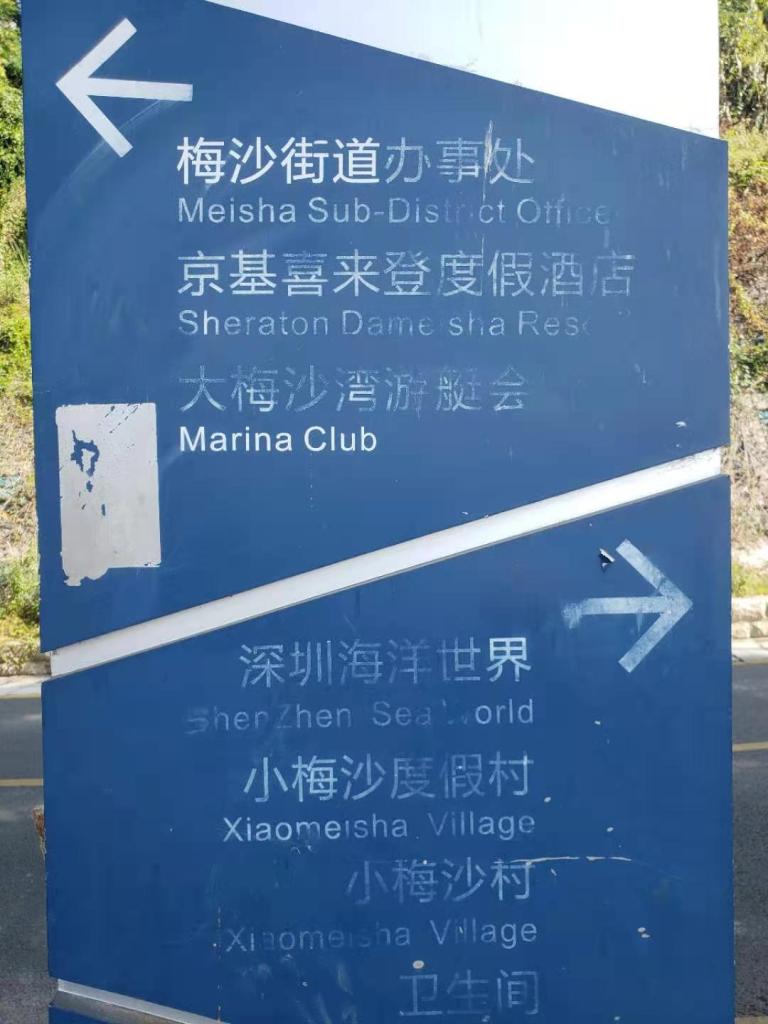 梅沙街道办事处
Meisha Sub-District Office
京基喜来登度假酒店
Sheraton Dameisha
大梅沙湾游艇会
Marina Club
深圳海洋世界
ShenZhen Sea World
小梅沙度假村
Xiaomeisha Village
小梅沙村
Xiaomeisha Village
卫生间